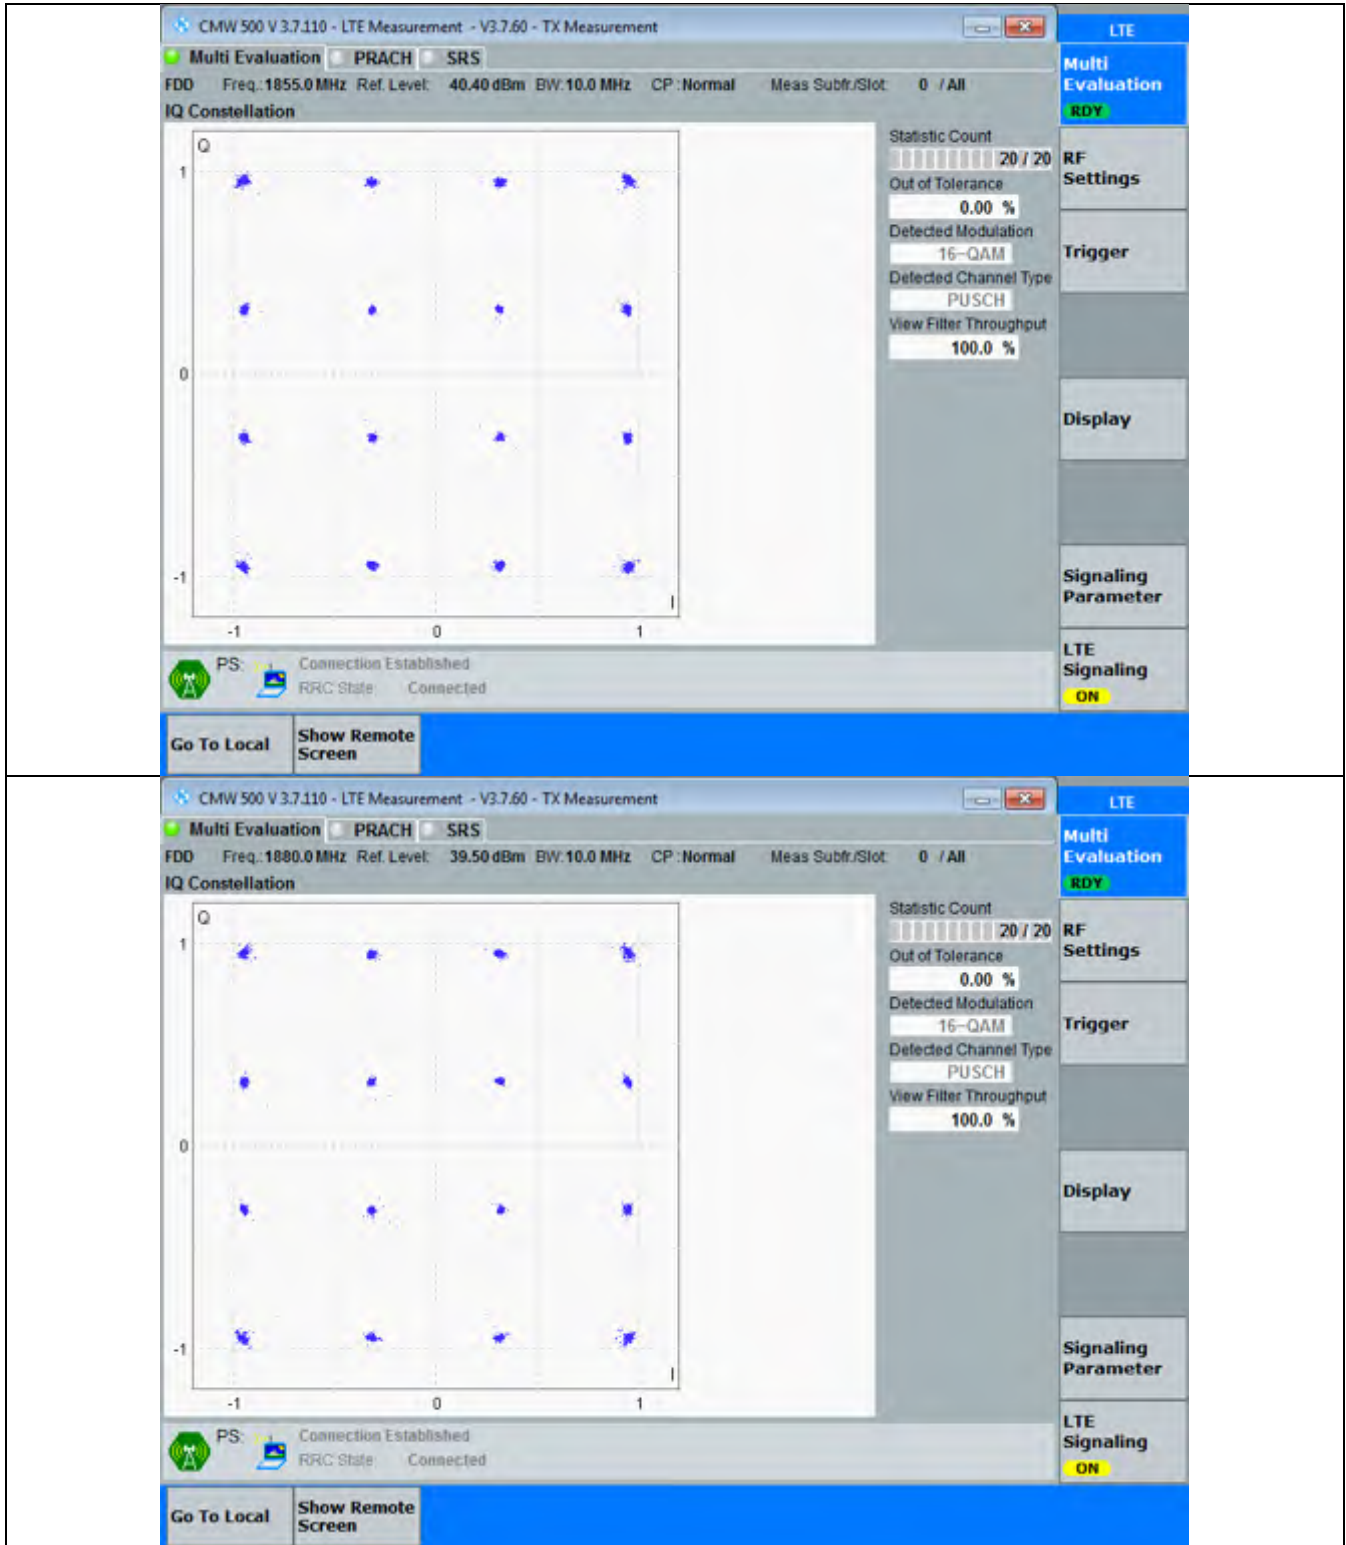 CMW 500 V 3.7.110 - LTE Measurement - V3.7.60 - TX Measurement
LTE
Multi Evaluation PRACH SRS
Multi
Evaluation
RDY
FDD Freq.: 1855.0 MHz Ref. Level: 40.40 dBm BW: 10.0 MHz CP : Normal Meas Subfr./Slot: 0 / All
IQ Constellation
Q
1
0
-1
-1 0 1
I
Statistic Count
20 / 20
Out of Tolerance
0.00 %
Detected Modulation
16-QAM
Detected Channel Type
PUSCH
View Filter Throughput
100.0 %
RF
Settings
Trigger
Display
Signaling
Parameter
LTE
Signaling
ON
PS: Connection Established
RRC State Connected
Go To Local
Show Remote
Screen
CMW 500 V 3.7.110 - LTE Measurement - V3.7.60 - TX Measurement
LTE
Multi Evaluation PRACH SRS
Multi
Evaluation
RDY
FDD Freq.: 1880.0 MHz Ref. Level: 39.50 dBm BW: 10.0 MHz CP : Normal Meas Subfr./Slot: 0 / All
IQ Constellation
Q
1
0
-1
-1 0 1
I
Statistic Count
20 / 20
Out of Tolerance
0.00 %
Detected Modulation
16-QAM
Detected Channel Type
PUSCH
View Filter Throughput
100.0 %
RF
Settings
Trigger
Display
Signaling
Parameter
LTE
Signaling
ON
PS: Connection Established
RRC State Connected
Go To Local
Show Remote
Screen